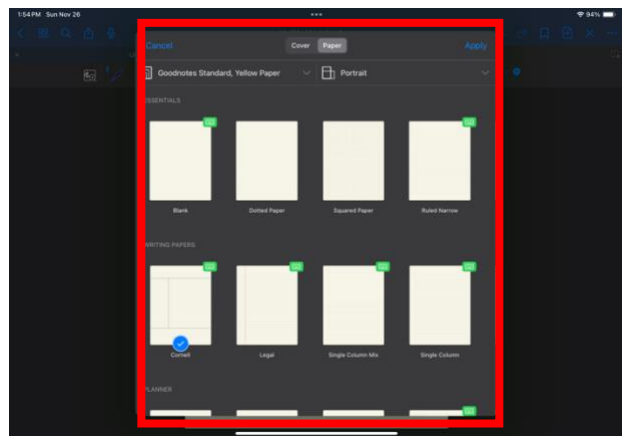 1:54 PM Sun Nov 26
94%
Cancel
Cover
Paper
Apply
Goodnotes Standard, Yellow Paper
Portrait
ESSENTIALS
Blank
Dotted Paper
Squared Paper
Ruled Narrow
WRITING PAPERS
Cornell
Legal
Single Column Mix
Single Column
PLANNER